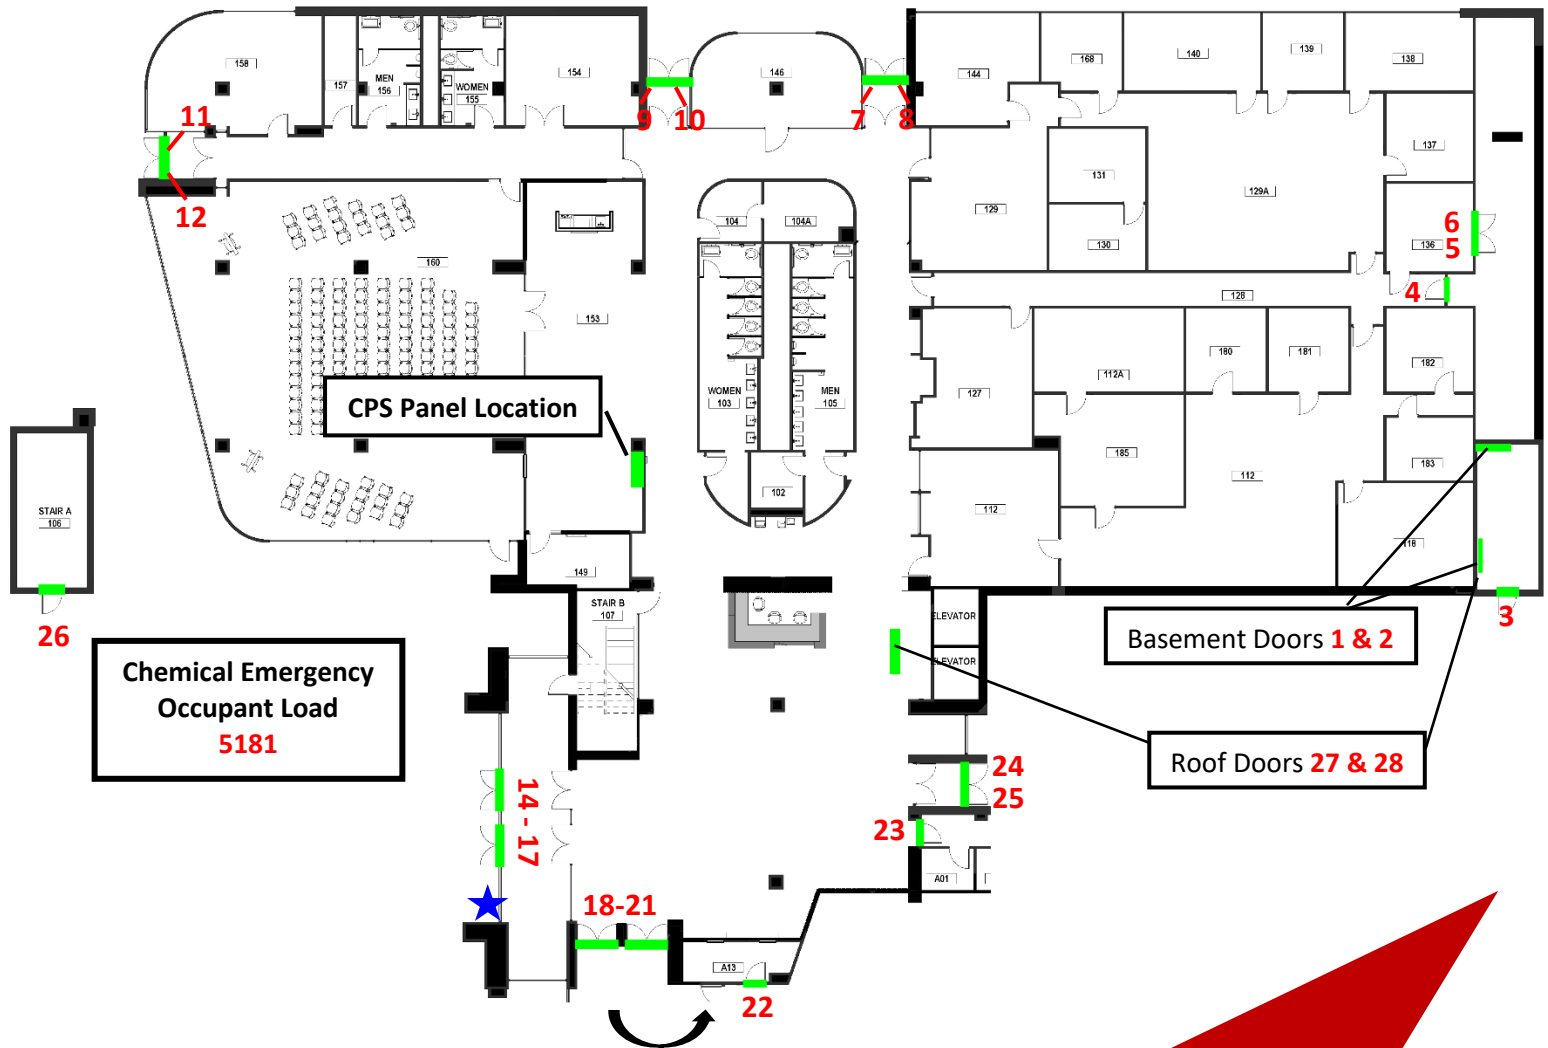 158
157
MEN
156
WOMEN
155
154
146
144
168
140
139
138
11
9
10
7
8
137
131
129A
12
104
104A
129
130
136
6
5
160
128
4
153
180
181
182
112A
127
WOMEN
103
MEN
105
CPS Panel Location
185
112
183
102
STAIR A
106
112
118
149
STAIR B
107
ELEVATOR
ELEVATOR
26
3
Basement Doors 1 & 2
Chemical Emergency
Occupant Load
5181
Roof Doors 27 & 28
24
25
14 - 17
23
A01
18-21
A13
22